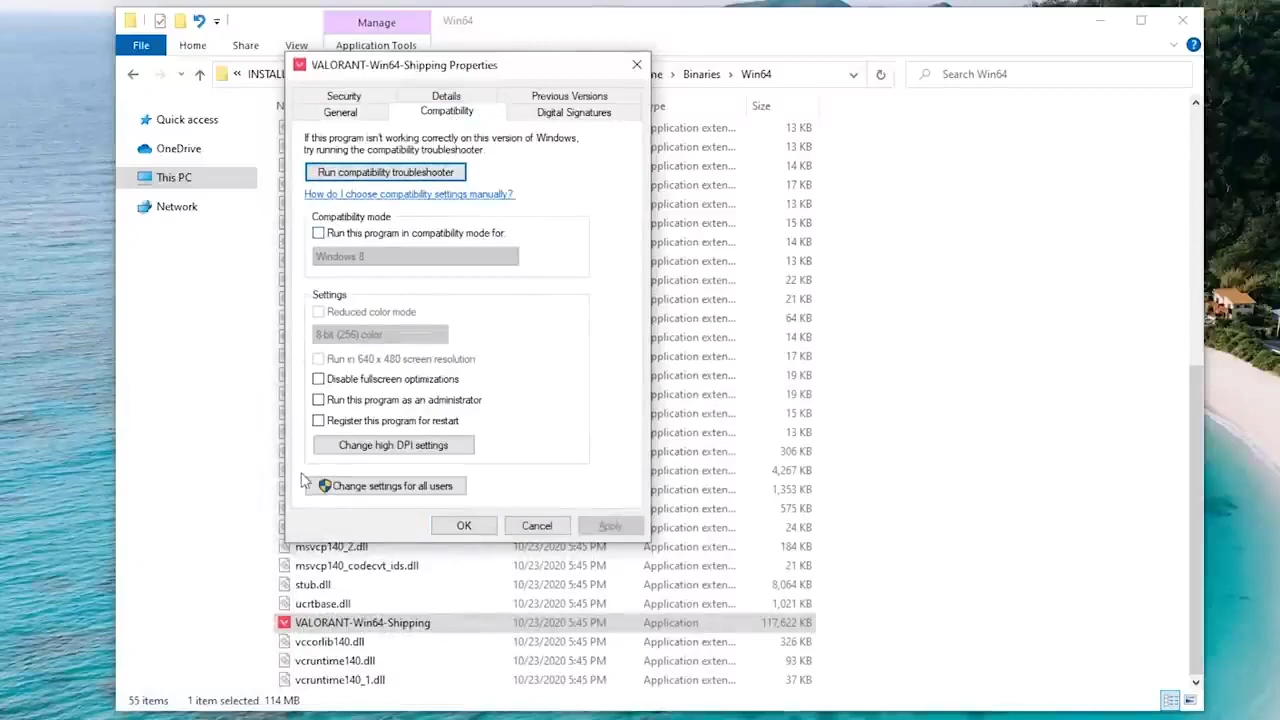 Manage
Win64
File
Home
Share
View
Application Tools
« INSTALL
Binaries
Win64
Search Win64
Size
Quick access
OneDrive
This PC
Network
VALORANT-Win64-Shipping Properties
Security
Details
Previous Versions
General
Compatibility
Digital Signatures
If this program isn't working correctly on this version of Windows,
try running the compatibility troubleshooter.
Run compatibility troubleshooter
How do I choose compatibility settings manually?
Compatibility mode
Run this program in compatibility mode for:
Windows 8
Settings
Reduced color mode
8-bit (256) color
Run in 640 x 480 screen resolution
Disable fullscreen optimizations
Run this program as an administrator
Register this program for restart
Change high DPI settings
Change settings for all users
OK
Cancel
Apply
Application exten... 13 KB
Application exten... 13 KB
Application exten... 14 KB
Application exten... 17 KB
Application exten... 13 KB
Application exten... 15 KB
Application exten... 14 KB
Application exten... 13 KB
Application exten... 22 KB
Application exten... 21 KB
Application exten... 64 KB
Application exten... 14 KB
Application exten... 17 KB
Application exten... 19 KB
Application exten... 19 KB
Application exten... 15 KB
Application exten... 13 KB
Application exten... 306 KB
Application exten... 4,267 KB
Application exten... 1,353 KB
Application exten... 575 KB
Application exten... 24 KB
msvcp140_2.dll 10/23/2020 5:45 PM Application exten... 184 KB
msvcp140_codecvt_ids.dll 10/23/2020 5:45 PM Application exten... 21 KB
stub.dll 10/23/2020 5:45 PM Application exten... 8,064 KB
ucrtbase.dll 10/23/2020 5:45 PM Application exten... 1,021 KB
VALORANT-Win64-Shipping 10/23/2020 5:45 PM Application 117,622 KB
vccorlib140.dll 10/23/2020 5:45 PM Application exten... 326 KB
vcruntime140.dll 10/23/2020 5:45 PM Application exten... 93 KB
vcruntime140_1.dll 10/23/2020 5:45 PM Application exten... 37 KB
55 items 1 item selected 114 MB